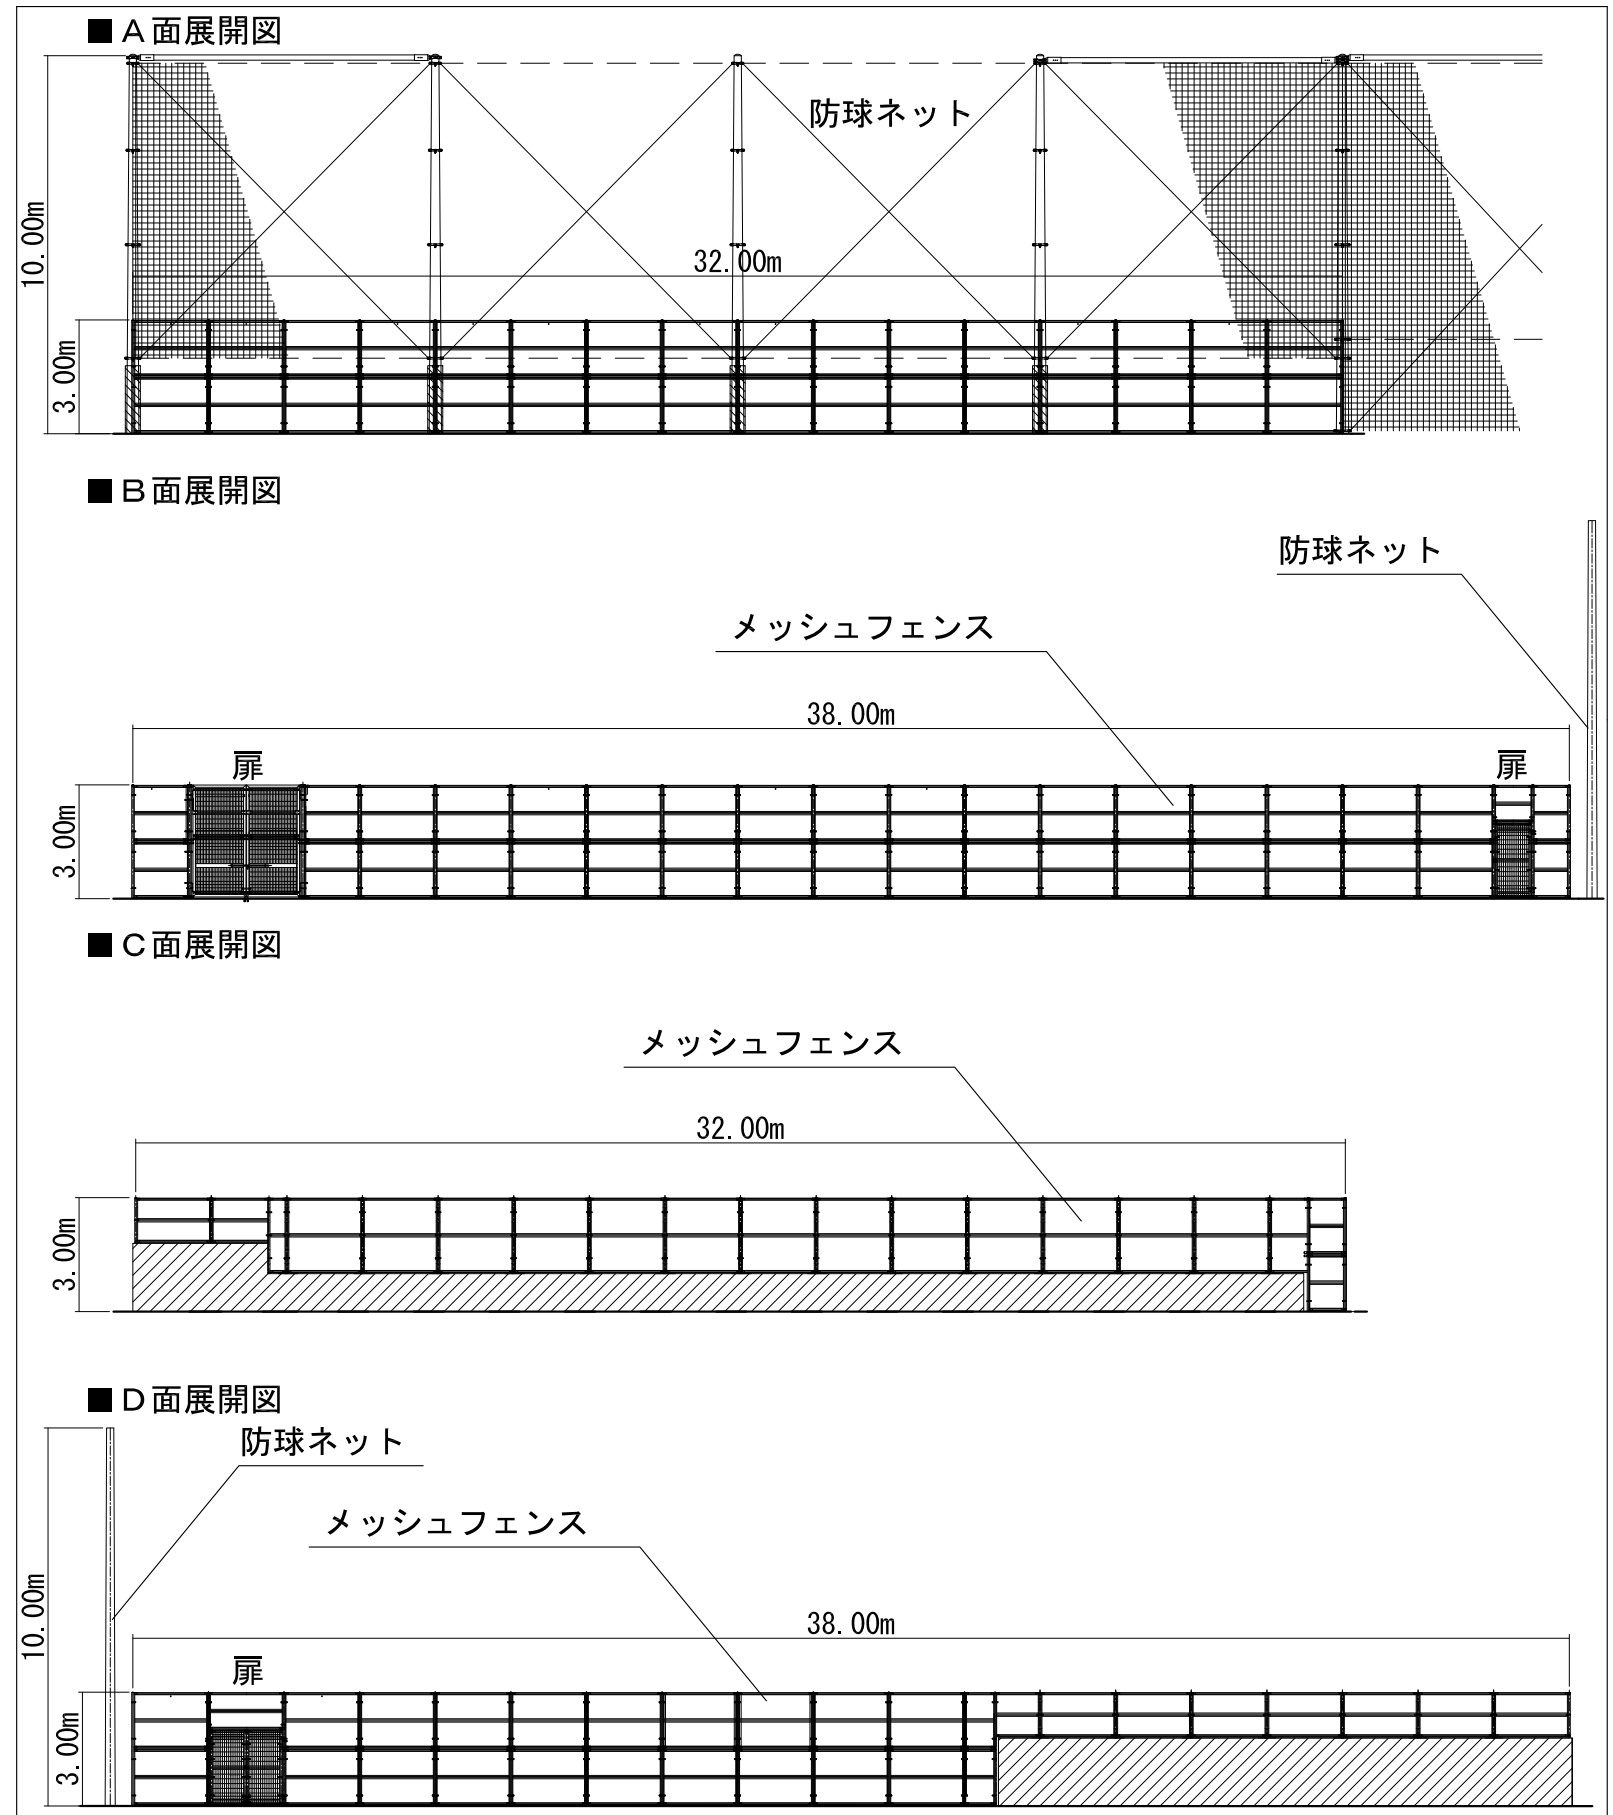 ■A面展開図
防球ネット
10.00m
32.00m
3.00m
■B面展開図
防球ネット
メッシュフェンス
38.00m
扉
扉
3.00m
■C面展開図
メッシュフェンス
32.00m
3.00m
■D面展開図
防球ネット
メッシュフェンス
10.00m
38.00m
扉
3.00m